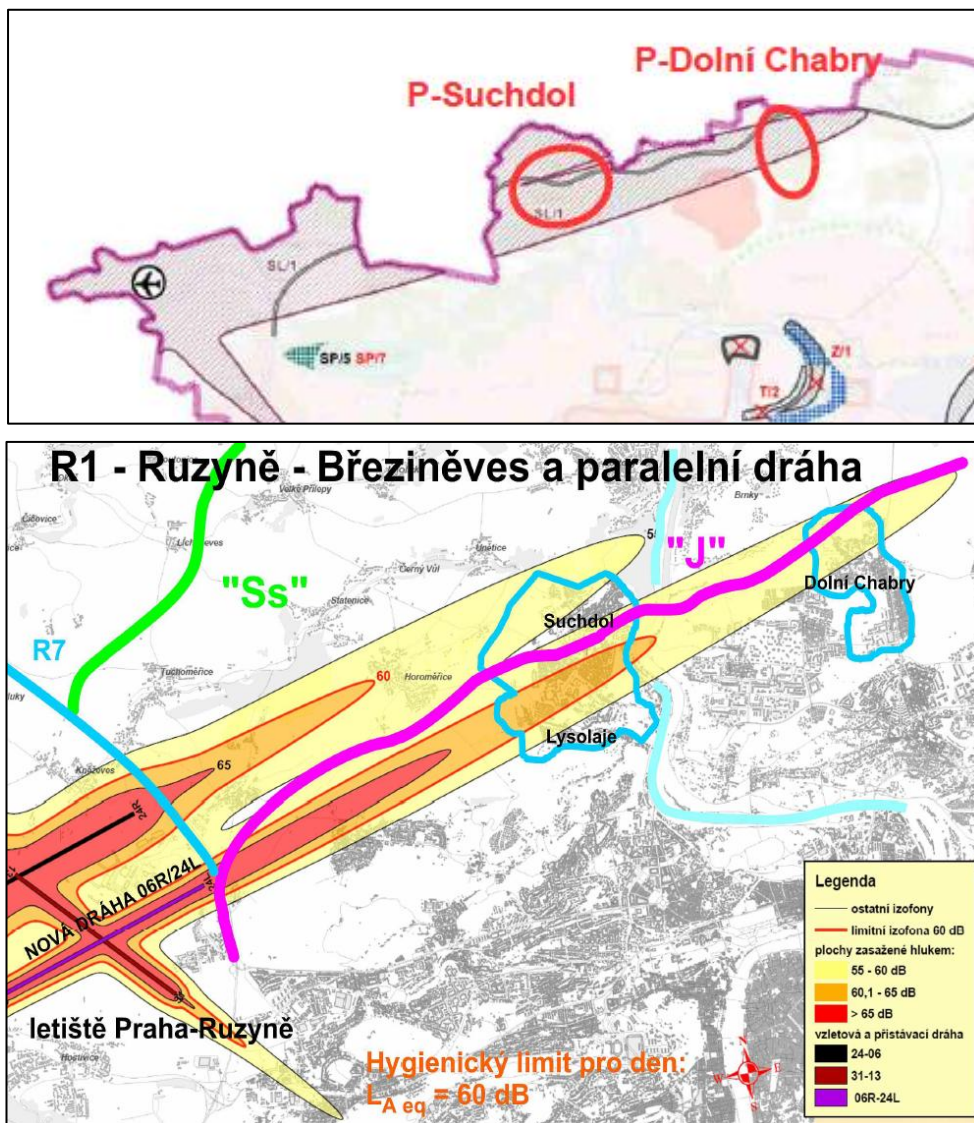 P-Dolní Chabry
P-Suchdol
SL/1
SL/1
SP/5 SP/7
Z/1
T/2
R1 - Ruzyně - Březiněves a paralelní dráha
Velké Přílepy
Brnky
"Ss"
"J"
Únětice
Černý Vůl
Dolní Chabry
Statenice
Suchdol
R7
Tuchoměřice
60
Horoměřice
Lysolaje
65
Kněževes
24R
24L
NOVÁ DRÁHA 06R/24L
letiště Praha-Ruzyně
Hostivice
Hygienický limit pro den:
LA eq = 60 dB
N
W E
S
Legenda
ostatní izofony
limitní izofona 60 dB
plochy zasažené hlukem:
55 - 60 dB
60,1 - 65 dB
> 65 dB
vzletová a přistávací dráha
24-06
31-13
06R-24L